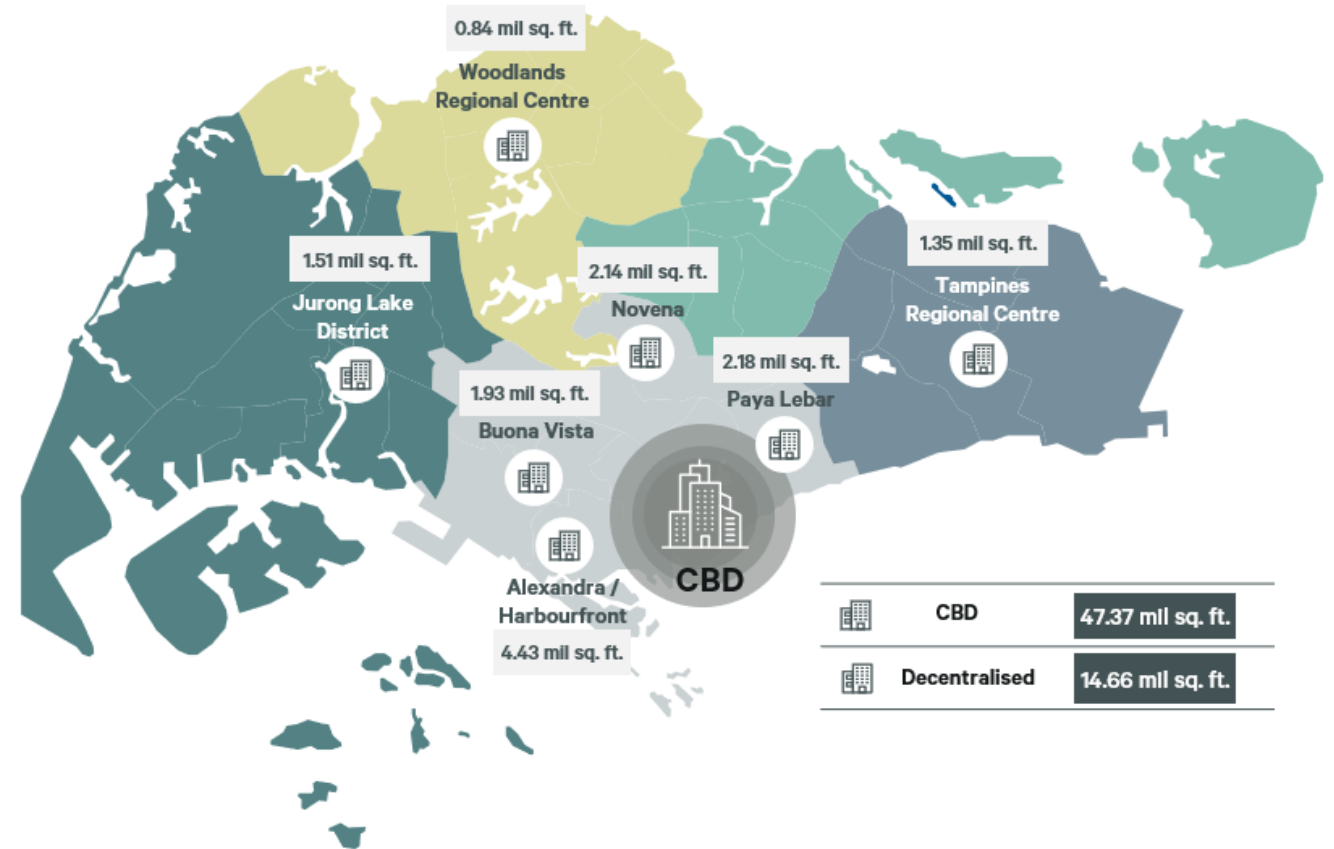 0.84 mil sq. ft.
Woodlands
Regional Centre
1.51 mil sq. ft.
Jurong Lake
District
2.14 mil sq. ft.
Novena
1.35 mil sq. ft.
Tampines
Regional Centre
1.93 mil sq. ft.
Buona Vista
2.18 mil sq. ft.
Paya Lebar
Alexandra /
Harbourfront
4.43 mil sq. ft.
CBD
CBD 47.37 mil sq. ft.
Decentralised 14.66 mil sq. ft.